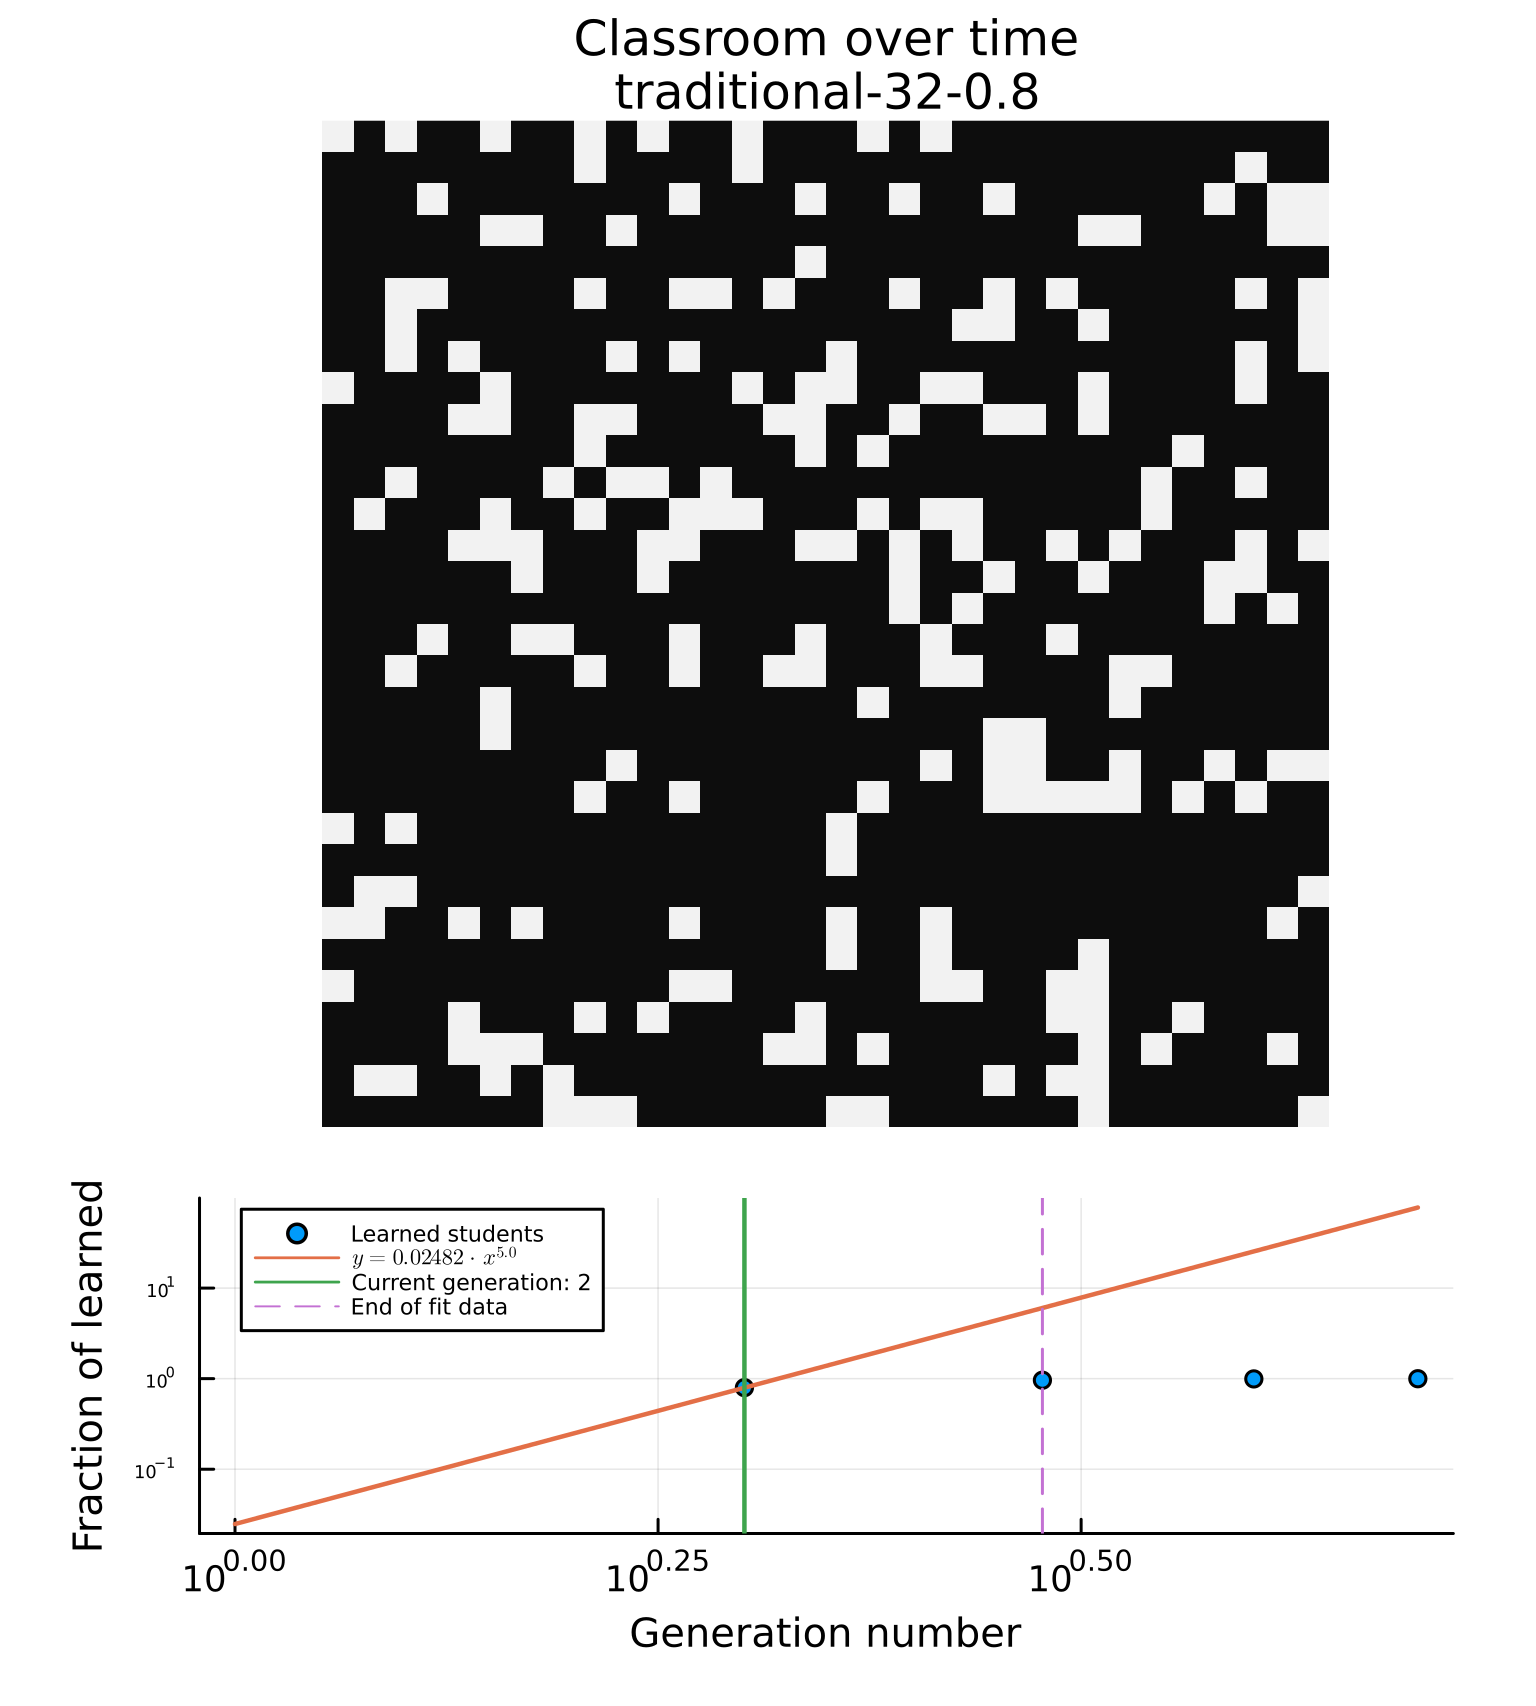 Classroom over time
traditional-32-0.8
Fraction of learned
Learned students
y = 0.02482 · x^5.0
Current generation: 2
End of fit data
10^1
10^0
10^−1
10^0.00
10^0.25
10^0.50
Generation number